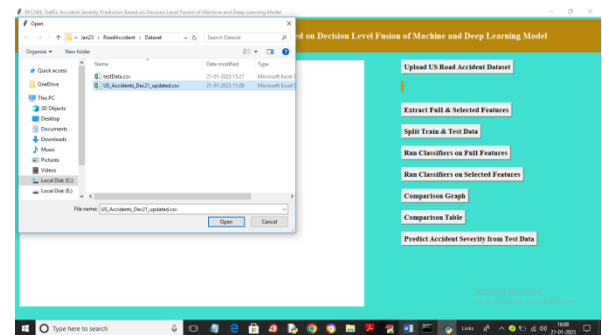 RFCNN: Traffic Accident Severity Prediction Based on Decision Level Fusion of Machine and Deep Learning Model
ed on Decision Level Fusion of Machine and Deep Learning Model
Open
Jan23 > RoadAccident > Dataset
Search Dataset
Organize
New folder
Name
Date modified
Type
Quick access
OneDrive
This PC
3D Objects
Desktop
Documents
Downloads
Music
Pictures
Videos
Local Disk (C:)
Local Disk (E:)
testData.csv
21-01-2023 15:27
Microsoft Excel C
US_Accidents_Dec21_updated.csv
21-01-2023 11:08
Microsoft Excel C
File name:
US_Accidents_Dec21_updated.csv
Open
Cancel
Upload US Road Accident Dataset
Extract Full & Selected Features
Split Train & Test Data
Run Classifiers on Full Features
Run Classifiers on Selected Features
Comparison Graph
Comparison Table
Predict Accident Severity from Test Data
Type here to search
Links
16:08
21-01-2023